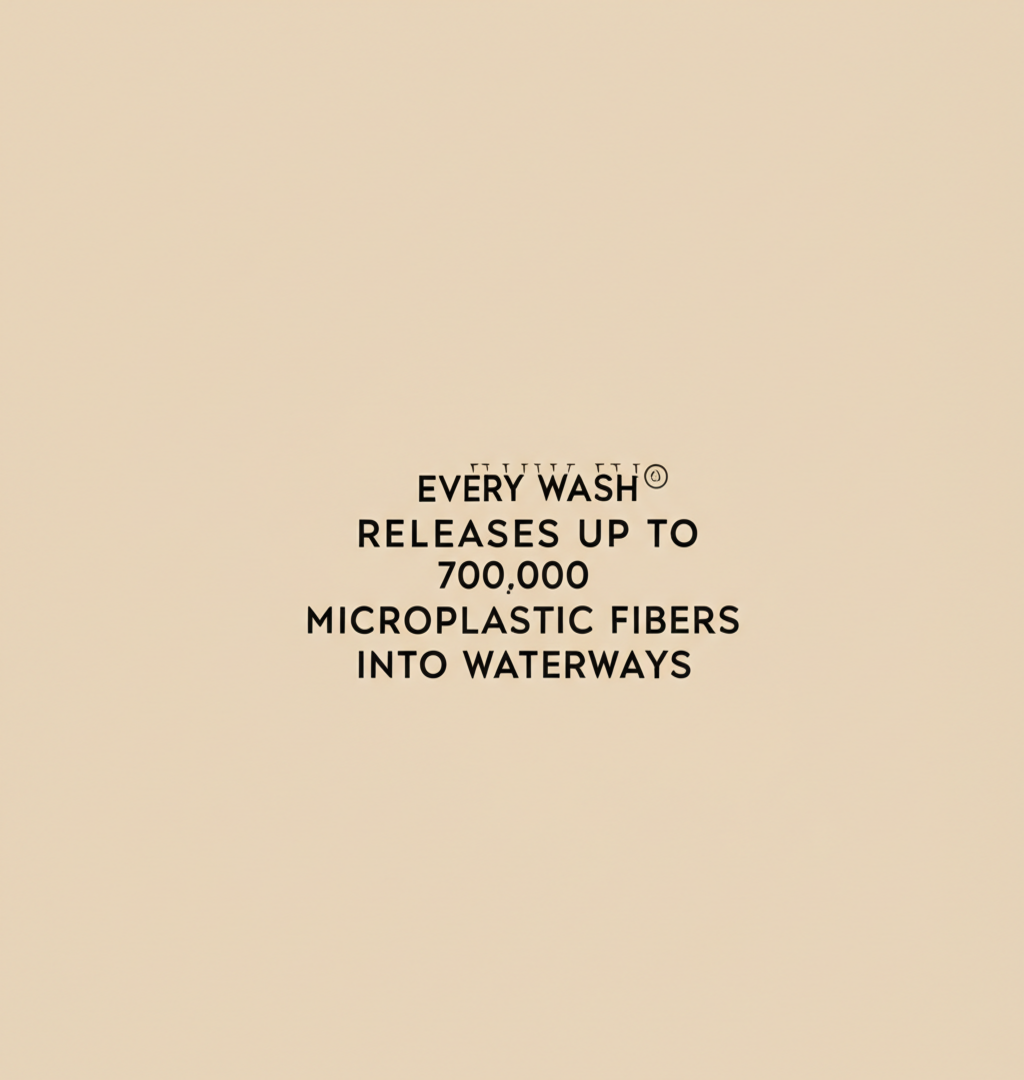 EVERY WASH
RELEASES UP TO
700,000
MICROPLASTIC FIBERS
INTO WATERWAYS